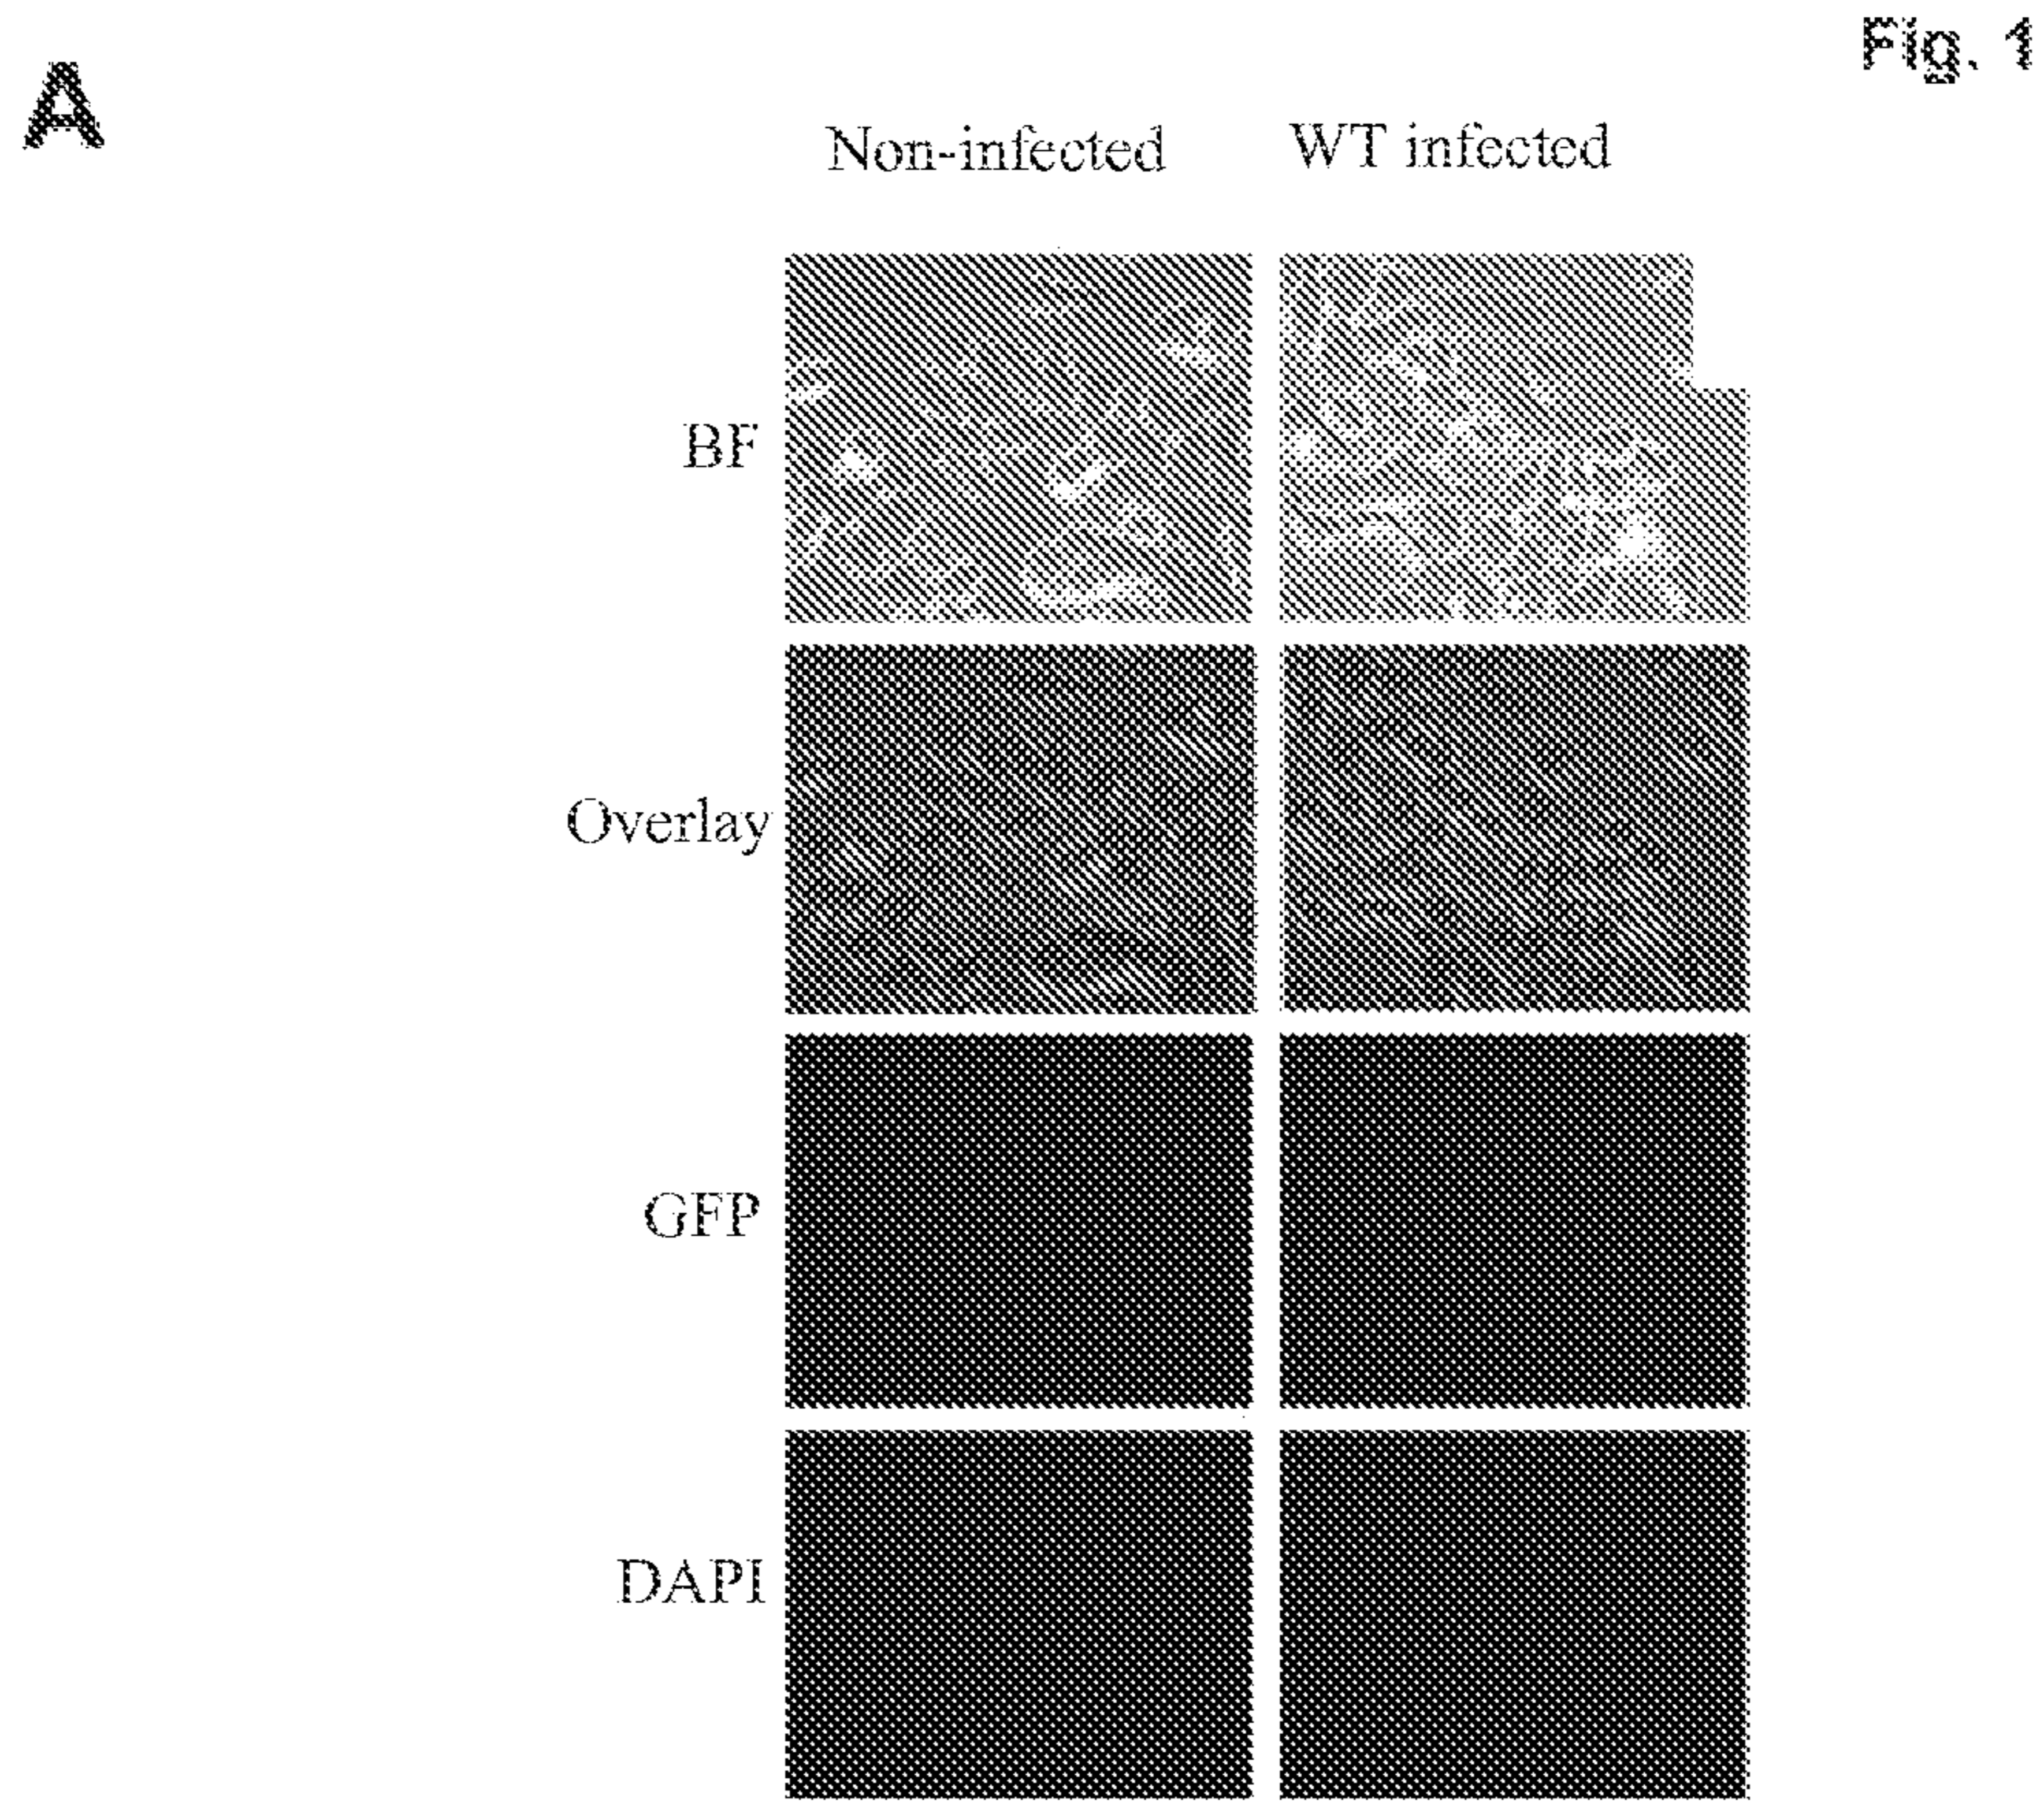 Fig. 1
A
Non-infected WT infected
BF
Overlay
GFP
DAPI